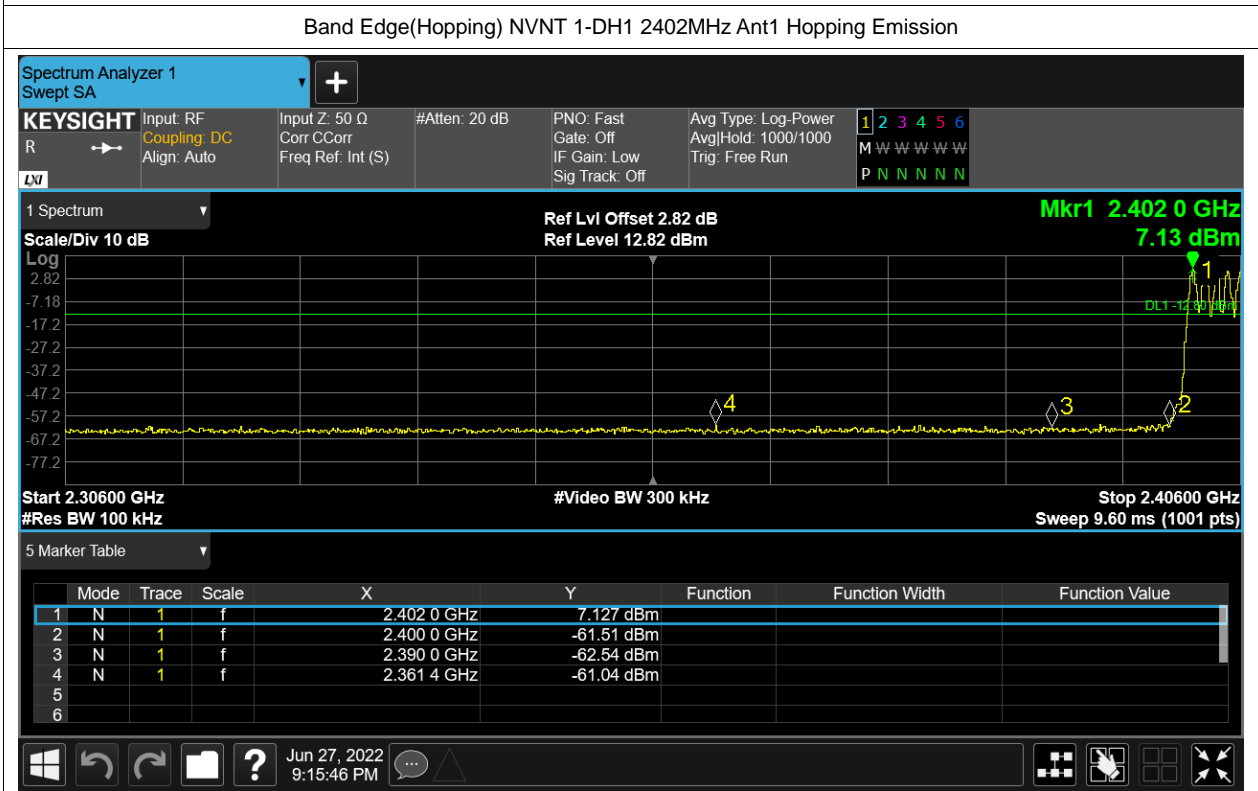 Band Edge(Hopping) NVNT 1-DH1 2402MHz Ant1 Hopping Emission
Spectrum Analyzer 1
Swept SA
KEYSIGHT
R
LXI
Input: RF
Coupling: DC
Align: Auto
Input Z: 50 Ω
Corr CCorr
Freq Ref: Int (S)
#Atten: 20 dB
PNO: Fast
Gate: Off
IF Gain: Low
Sig Track: Off
Avg Type: Log-Power
Avg|Hold: 1000/1000
Trig: Free Run
1 2 3 4 5 6
M W W W W W
P N N N N N
1 Spectrum
Scale/Div 10 dB
Ref Lvl Offset 2.82 dB
Ref Level 12.82 dBm
Mkr1 2.402 0 GHz
7.13 dBm
Log
2.82
-7.18
-17.2
-27.2
-37.2
-47.2
-57.2
-67.2
-77.2
1
DL1 -12.80 dBm
4
3
2
Start 2.30600 GHz
#Video BW 300 kHz
Stop 2.40600 GHz
#Res BW 100 kHz
Sweep 9.60 ms (1001 pts)
5 Marker Table
Mode Trace Scale X Y Function Function Width Function Value
1 N 1 f 2.402 0 GHz 7.127 dBm
2 N 1 f 2.400 0 GHz -61.51 dBm
3 N 1 f 2.390 0 GHz -62.54 dBm
4 N 1 f 2.361 4 GHz -61.04 dBm
5
6
?
Jun 27, 2022
9:15:46 PM